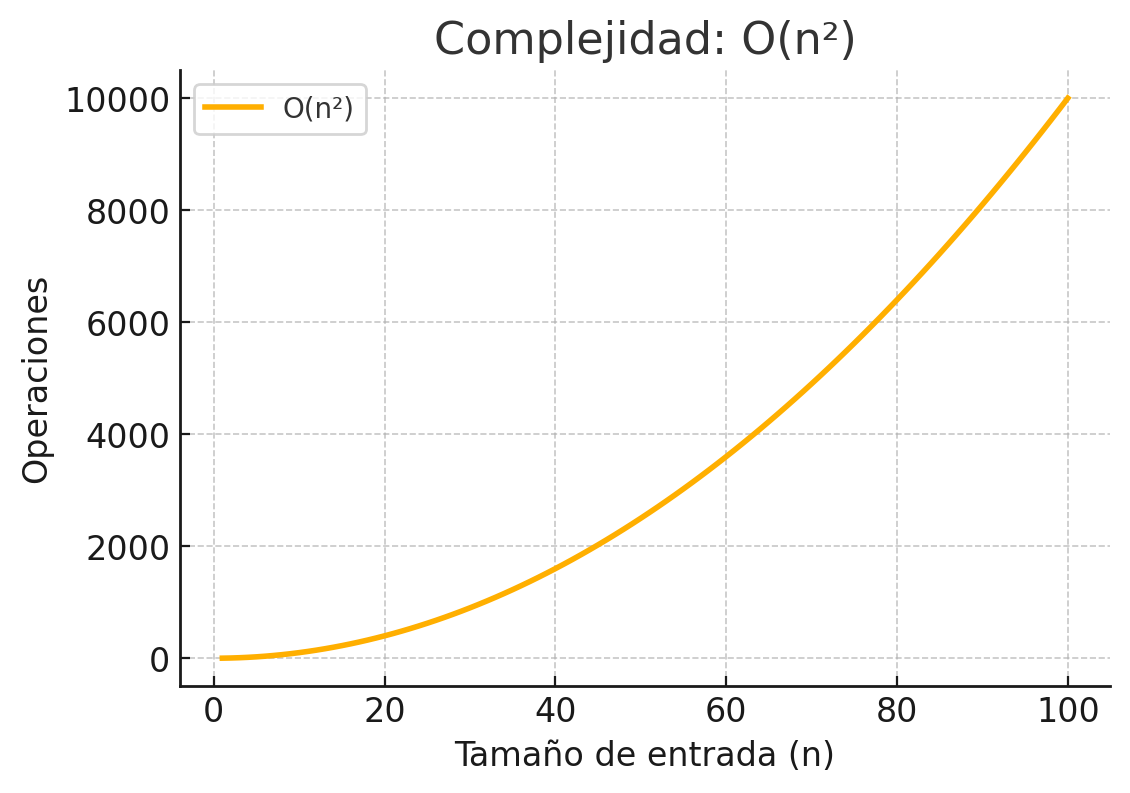 Complejidad: O(n²)
O(n²)
10000
8000
6000
4000
2000
0
Operaciones
0 20 40 60 80 100
Tamaño de entrada (n)